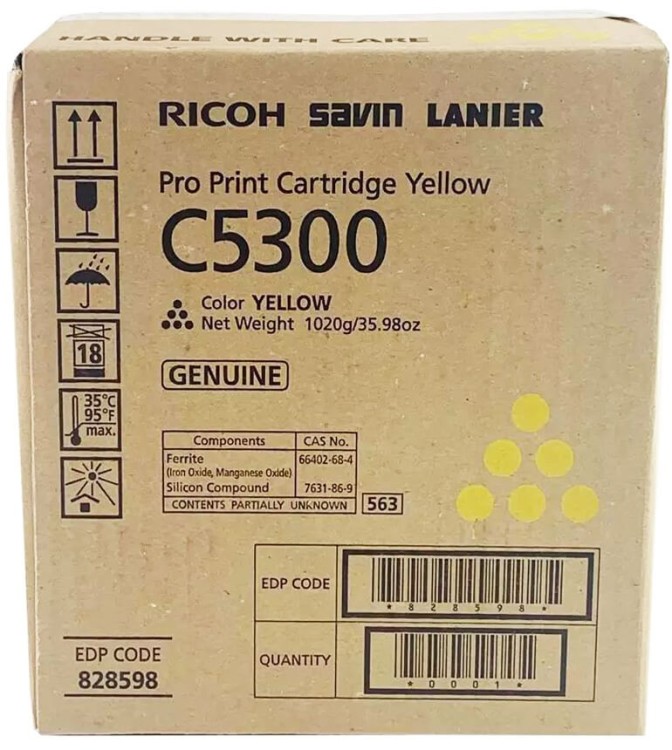 HANDLE WITH CARE
RICOH Savin LANIER
Pro Print Cartridge Yellow
C5300
Color YELLOW
Net Weight 1020g/35.98oz
GENUINE
18
35°C
95°F
max.
Components CAS No.
Ferrite 66402-68-4
(Iron Oxide, Manganese Oxide)
Silicon Compound 7631-86-9
CONTENTS PARTIALLY UNKNOWN 563
EDP CODE
*828598*
QUANTITY
*0001*
EDP CODE
828598